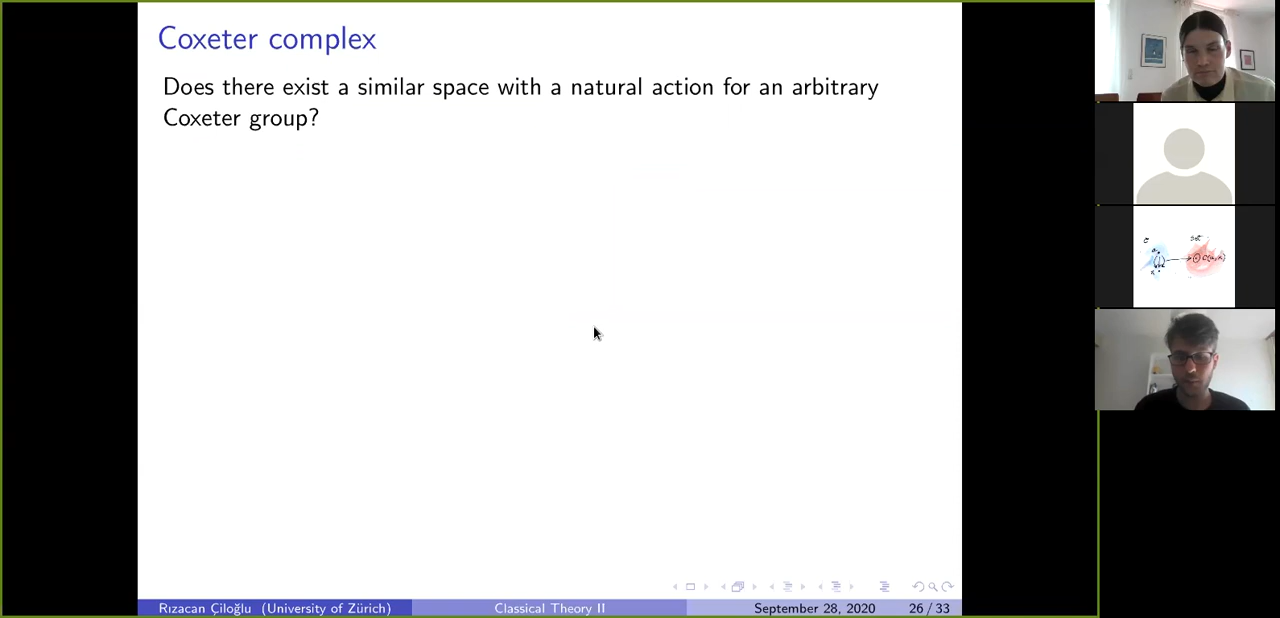 Coxeter complex
Does there exist a similar space with a natural action for an arbitrary
Coxeter group?
Rızacan Çiloğlu (University of Zürich)
Classical Theory II
September 28, 2020
26 / 33